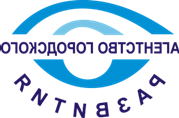 АГЕНТСТВО ГОРОДСКОГО
РАЗВИТИЯ